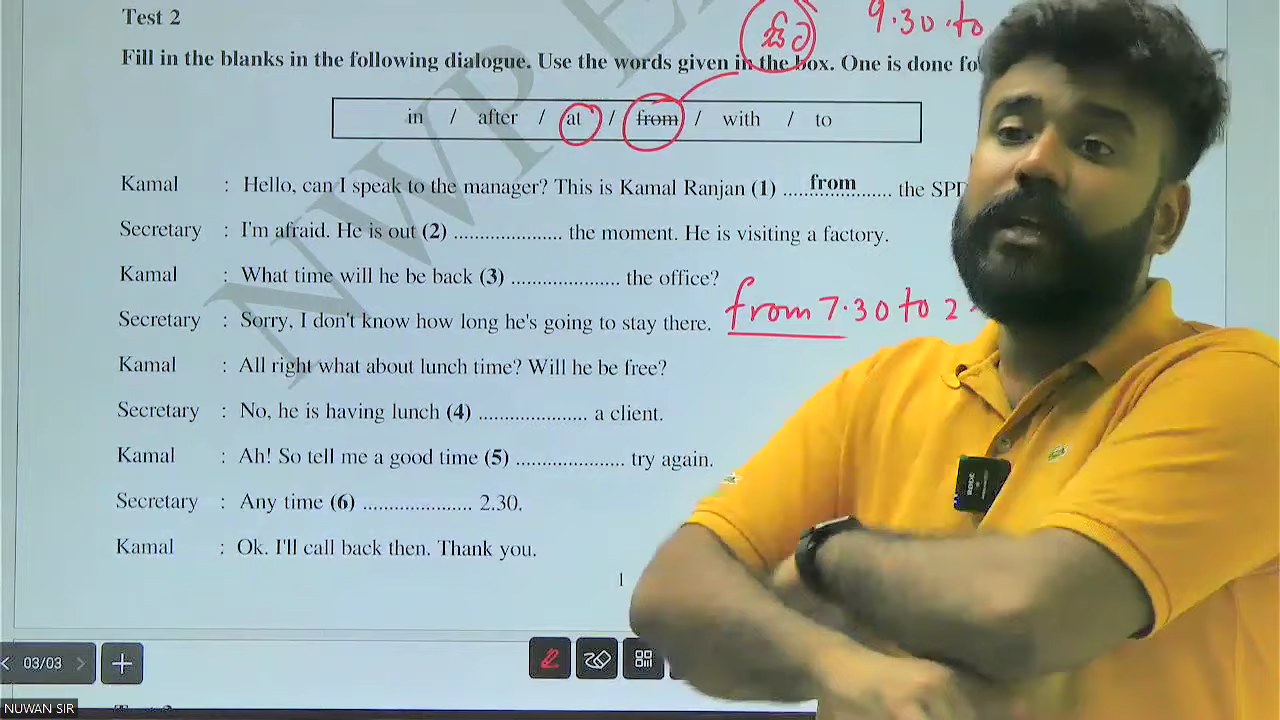 Test 2
සිට
9.30 to
Fill in the blanks in the following dialogue. Use the words given in the box. One is done fo
in / after / at / from / with / to
Kamal : Hello, can I speak to the manager? This is Kamal Ranjan (1) .....from..... the SPD
Secretary : I'm afraid. He is out (2) .................... the moment. He is visiting a factory.
Kamal : What time will he be back (3) .................... the office?
Secretary : Sorry, I don't know how long he's going to stay there. from 7.30 to 2
Kamal : All right what about lunch time? Will he be free?
Secretary : No, he is having lunch (4) .................... a client.
Kamal : Ah! So tell me a good time (5) .................... try again.
Secretary : Any time (6) .................... 2.30.
Kamal : Ok. I'll call back then. Thank you.
1
03/03
NUWAN SIR